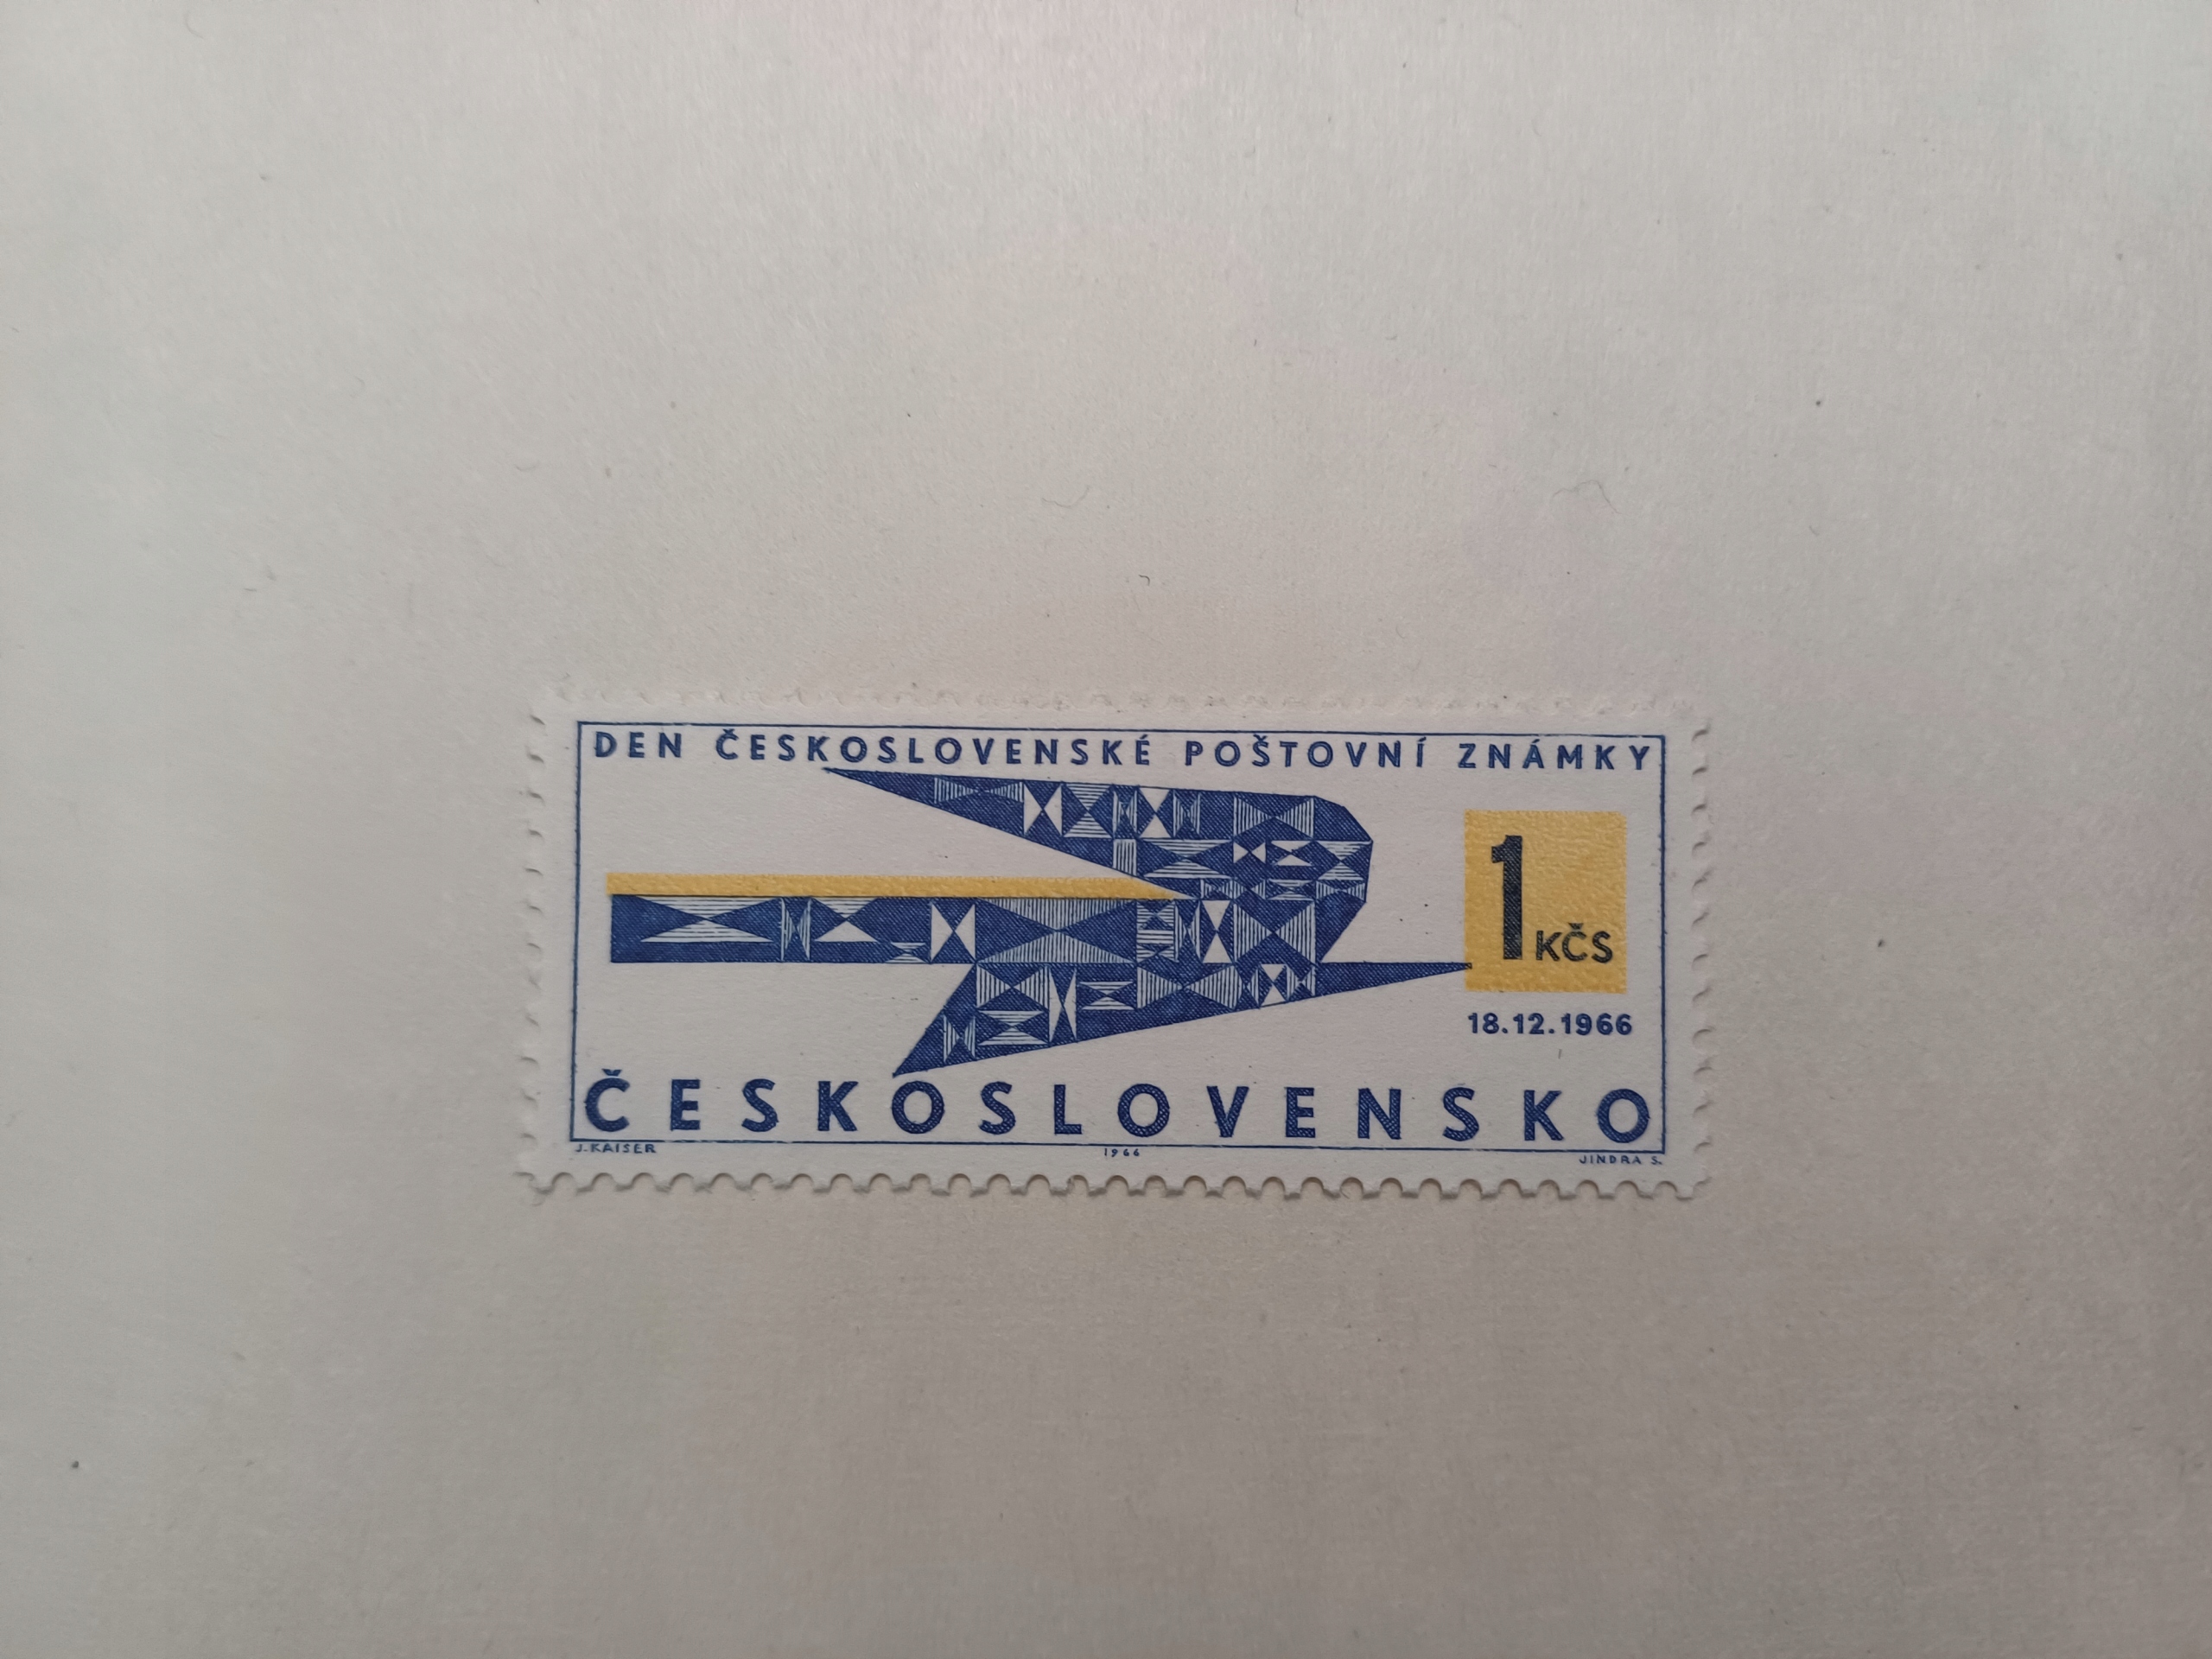 DEN ČESKOSLOVENSKÉ POŠTOVNÍ ZNÁMKY
1 KČS
18.12.1966
ČESKOSLOVENSKO
J.KAISER 1966 JINDRA S.